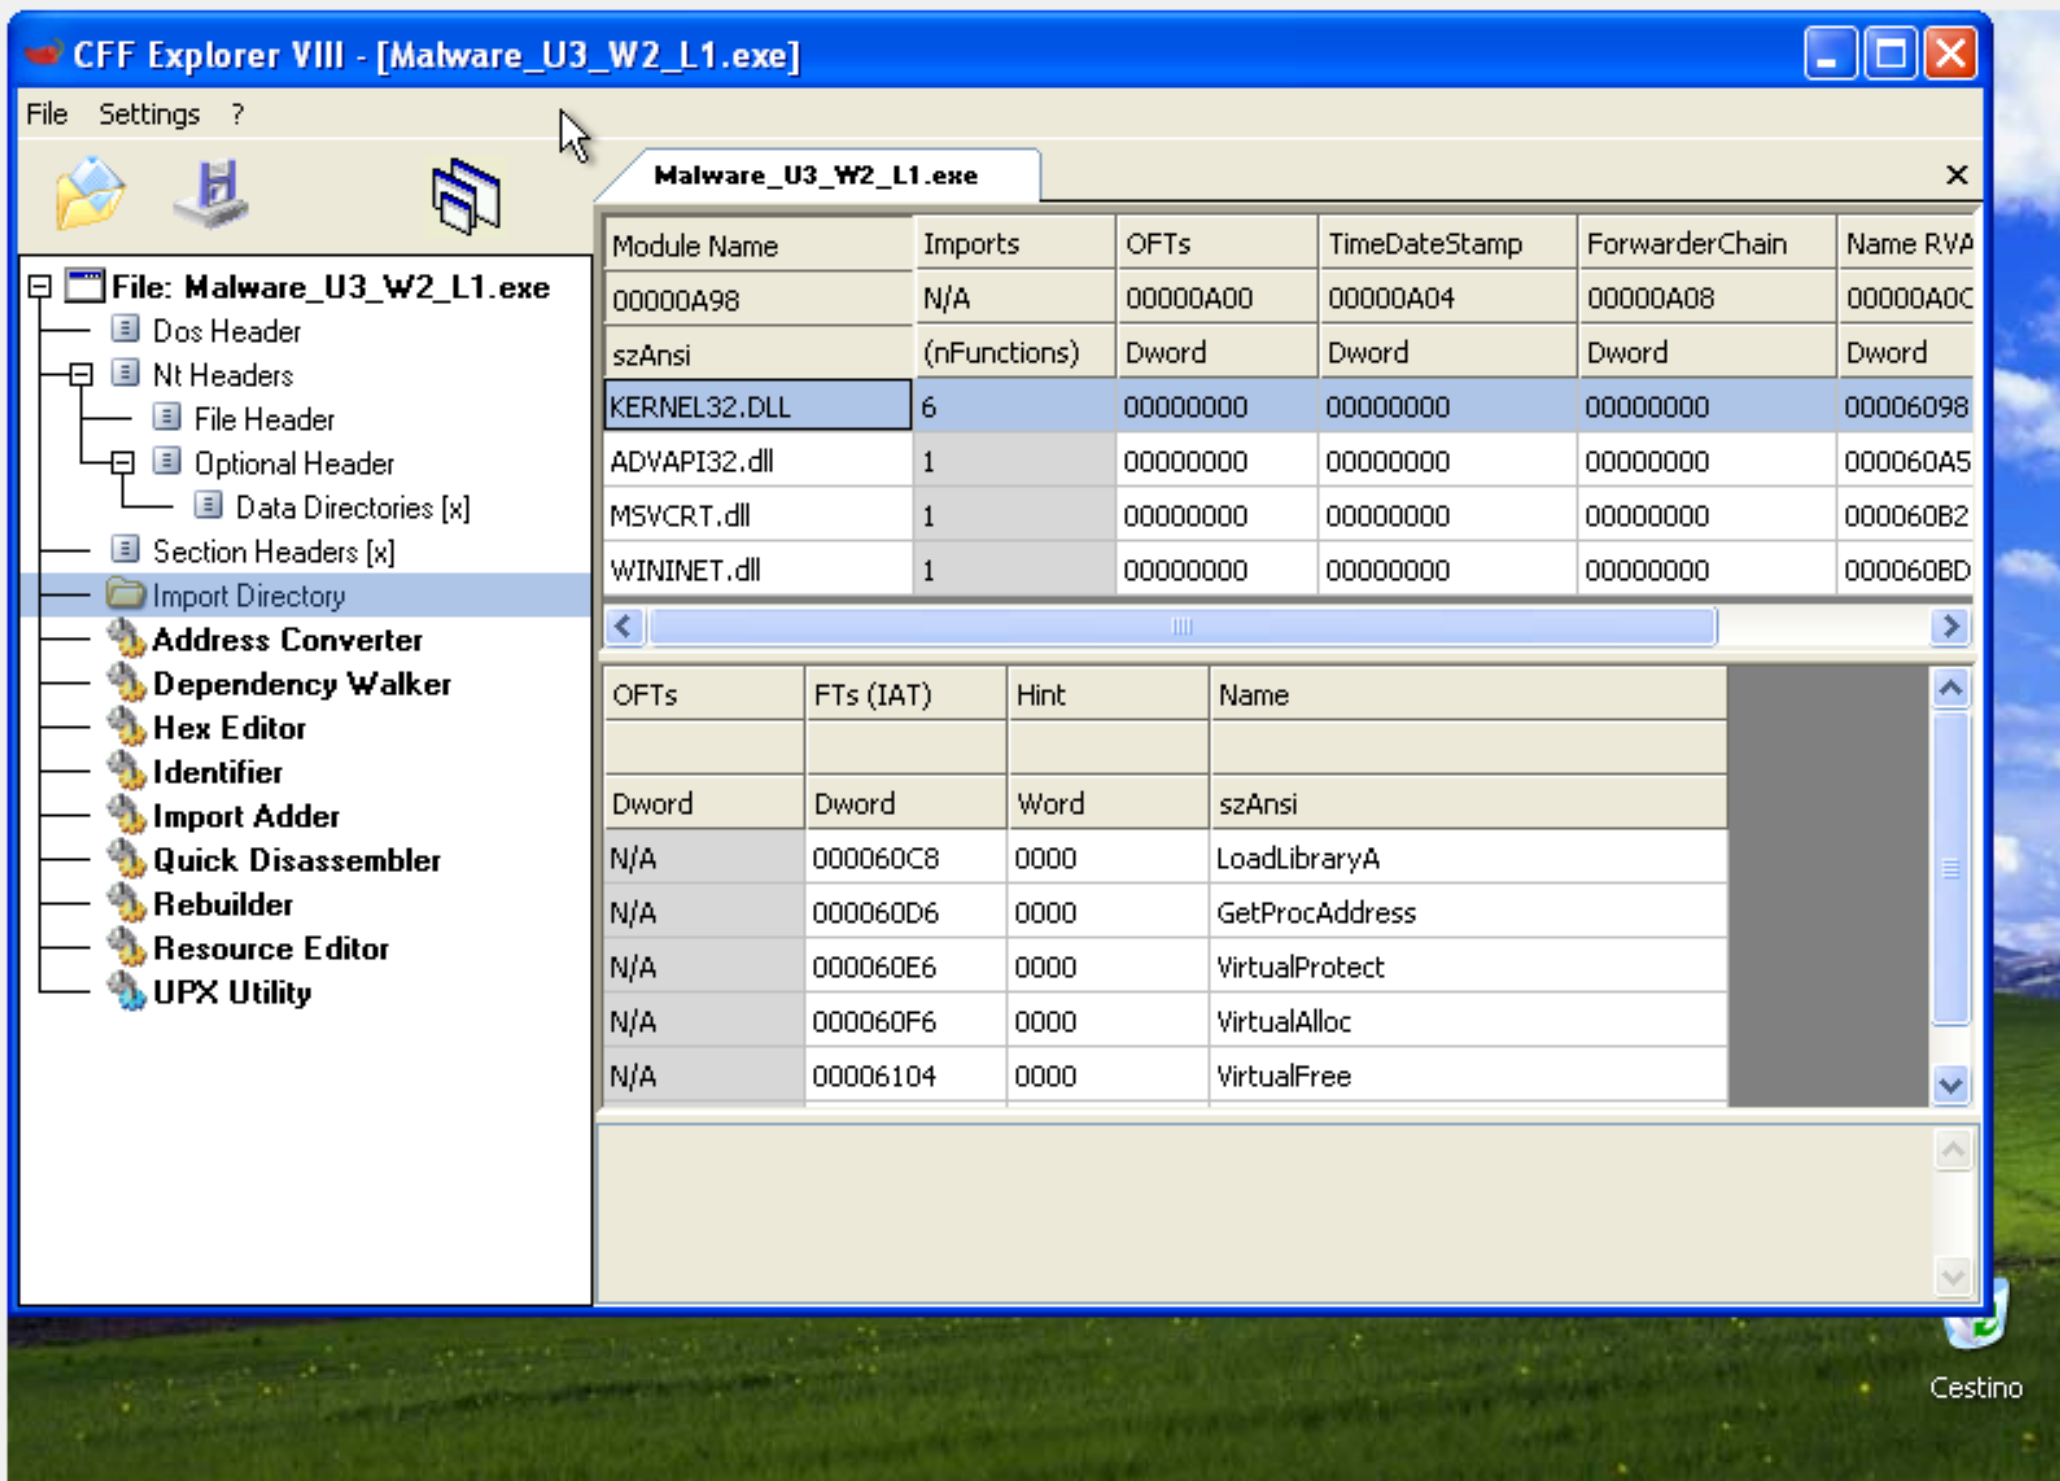 CFF Explorer VIII - [Malware_U3_W2_L1.exe]
File Settings ?
Malware_U3_W2_L1.exe
File: Malware_U3_W2_L1.exe
Dos Header
Nt Headers
File Header
Optional Header
Data Directories [x]
Section Headers [x]
Import Directory
Address Converter
Dependency Walker
Hex Editor
Identifier
Import Adder
Quick Disassembler
Rebuilder
Resource Editor
UPX Utility
Module Name Imports OFTs TimeDateStamp ForwarderChain Name RVA
00000A98 N/A 00000A00 00000A04 00000A08 00000A0C
szAnsi (nFunctions) Dword Dword Dword Dword
KERNEL32.DLL 6 00000000 00000000 00000000 00006098
ADVAPI32.dll 1 00000000 00000000 00000000 000060A5
MSVCRT.dll 1 00000000 00000000 00000000 000060B2
WININET.dll 1 00000000 00000000 00000000 000060BD
OFTs FTs (IAT) Hint Name
Dword Dword Word szAnsi
N/A 000060C8 0000 LoadLibraryA
N/A 000060D6 0000 GetProcAddress
N/A 000060E6 0000 VirtualProtect
N/A 000060F6 0000 VirtualAlloc
N/A 00006104 0000 VirtualFree
Cestino